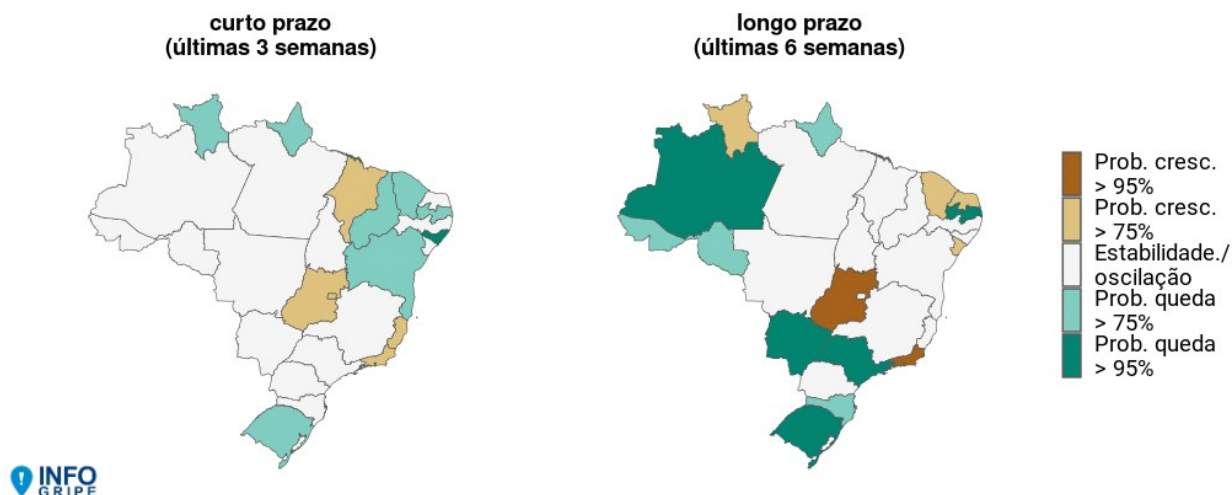 curto prazo
(últimas 3 semanas)
longo prazo
(últimas 6 semanas)
Prob. cresc.
> 95%
Prob. cresc.
> 75%
Estabilidade./
oscilação
Prob. queda
> 75%
Prob. queda
> 95%
INFO
GRIPE